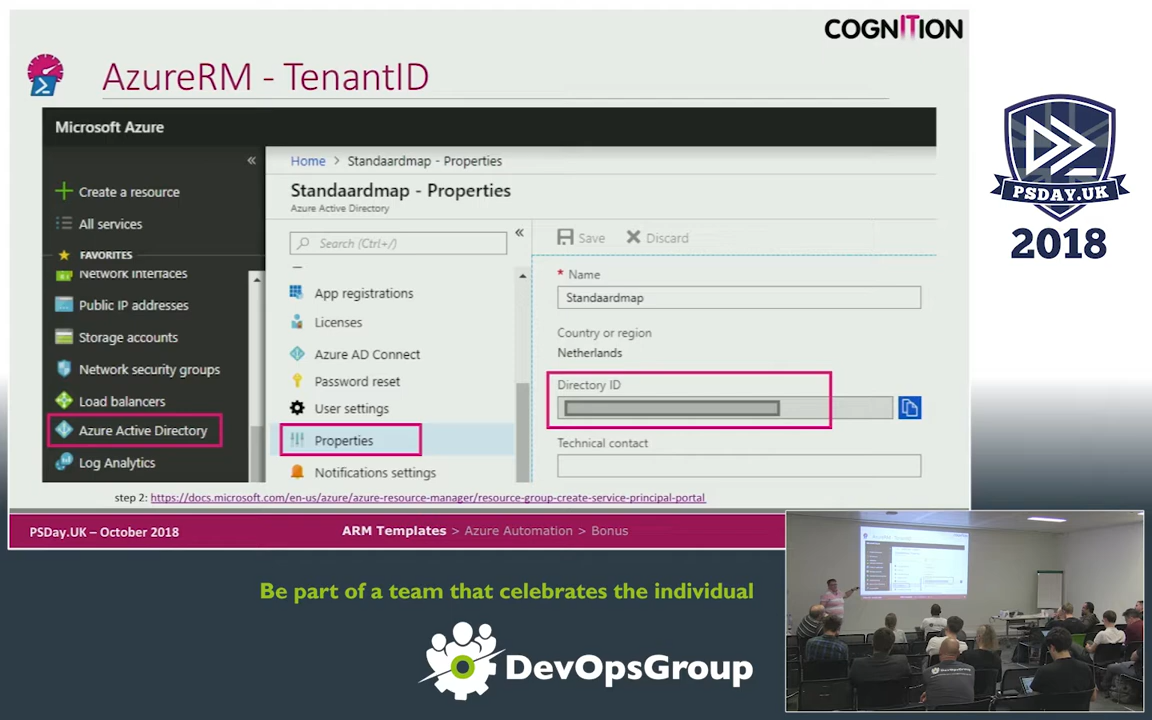 COGNITION
AzureRM - TenantID
Microsoft Azure
«
Create a resource
All services
FAVORITES
Network interfaces
Public IP addresses
Storage accounts
Network security groups
Load balancers
Azure Active Directory
Log Analytics
Home > Standaardmap - Properties
Standaardmap - Properties
Azure Active Directory
Search (Ctrl+/)
«
App registrations
Licenses
Azure AD Connect
Password reset
User settings
Properties
Notifications settings
Save
Discard
* Name
Standaardmap
Country or region
Netherlands
Directory ID
Technical contact
step 2: https://docs.microsoft.com/en-us/azure/azure-resource-manager/resource-group-create-service-principal-portal
PSDay.UK – October 2018
ARM Templates > Azure Automation > Bonus
PSDAY.UK
2018
Be part of a team that celebrates the individual
DevOpsGroup